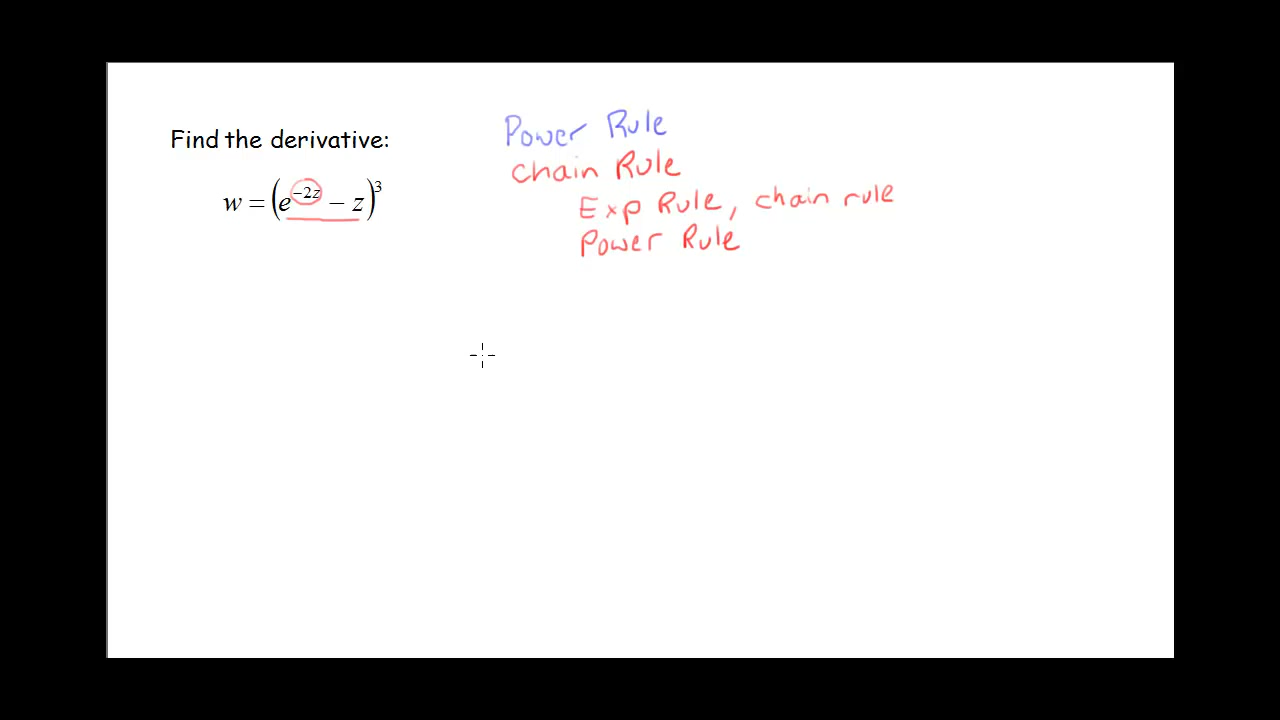 Find the derivative:
w = (e^{-2z} − z)^3
Power Rule
Chain Rule
Exp Rule, chain rule
Power Rule